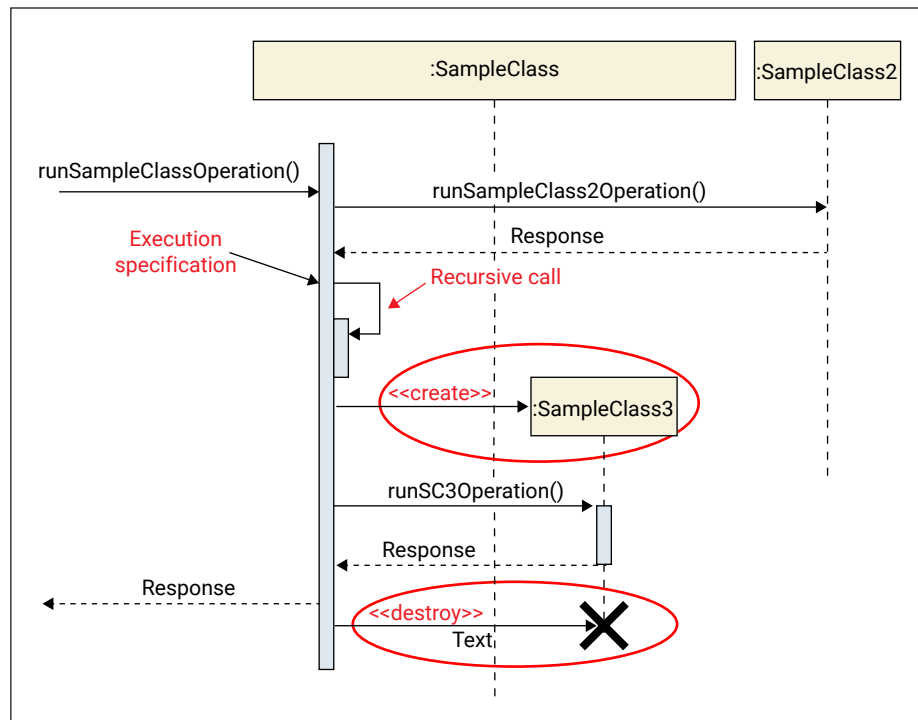 :SampleClass
:SampleClass2
runSampleClassOperation()
runSampleClass2Operation()
Response
Execution
specification
Recursive call
<<create>>
:SampleClass3
runSC3Operation()
Response
Response
<<destroy>>
Text